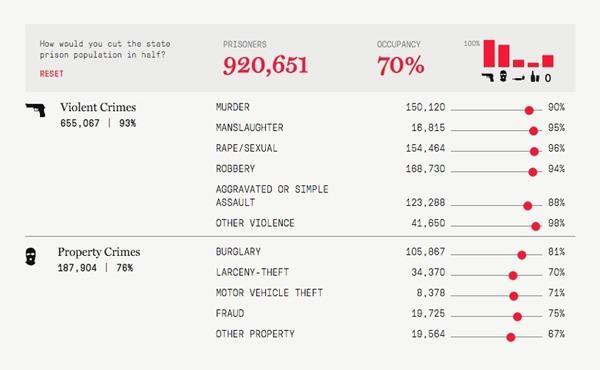 How would you cut the state
prison population in half?
RESET
PRISONERS
920,651
OCCUPANCY
70%
100%
0
Violent Crimes
655,067 | 93%
MURDER 150,120 90%
MANSLAUGHTER 16,815 95%
RAPE/SEXUAL 154,464 96%
ROBBERY 168,730 94%
AGGRAVATED OR SIMPLE
ASSAULT 123,288 88%
OTHER VIOLENCE 41,650 98%
Property Crimes
187,904 | 76%
BURGLARY 105,867 81%
LARCENY-THEFT 34,370 70%
MOTOR VEHICLE THEFT 8,378 71%
FRAUD 19,725 75%
OTHER PROPERTY 19,564 67%